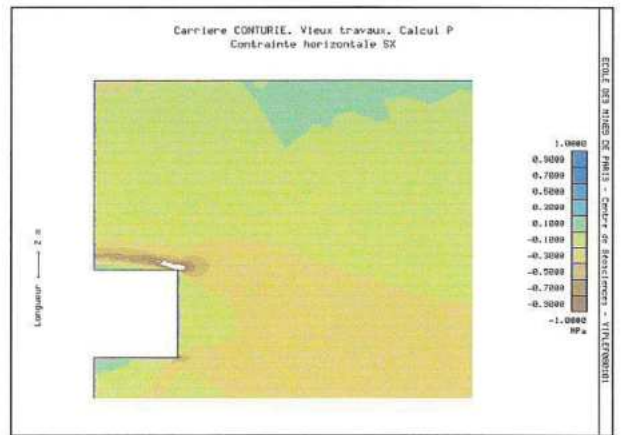 Carriere CONTURIE. Vieux travaux. Calcul P
Contrainte horizontale SX
Longueur 2 m
1.0000
0.9000
0.7000
0.5000
0.3000
0.1000
-0.1000
-0.3000
-0.5000
-0.7000
-0.9000
-1.0000
MPa
ECOLE DES MINES DE PARIS - Centre de Géosciences -